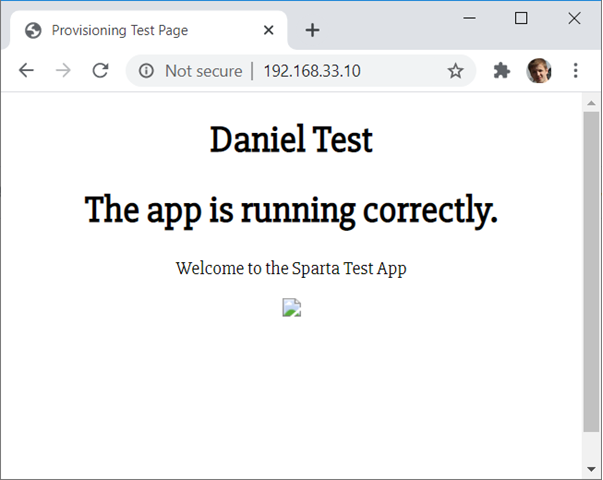 Provisioning Test Page
Not secure | 192.168.33.10
Daniel Test
The app is running correctly.
Welcome to the Sparta Test App